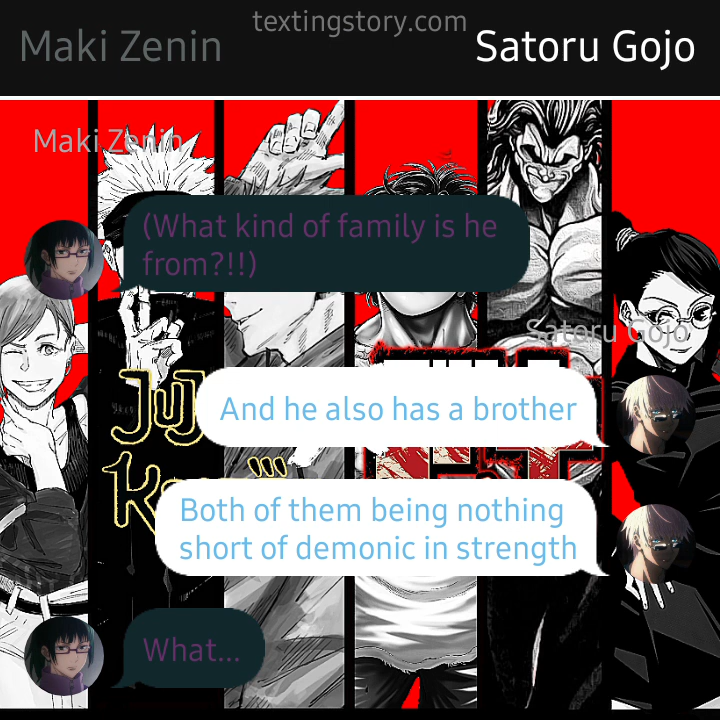 textingstory.com
Maki Zenin
Satoru Gojo
Maki Zenin
(What kind of family is he
from?!!)
Satoru Gojo
And he also has a brother
Both of them being nothing
short of demonic in strength
What...